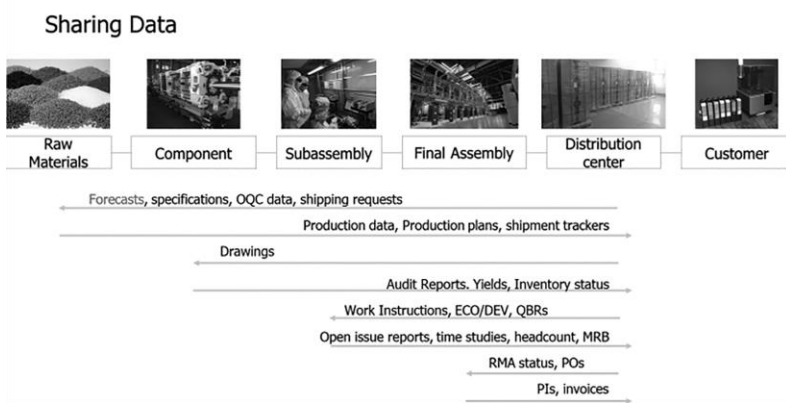 Sharing Data
Raw
Materials
Component
Subassembly
Final Assembly
Distribution
center
Customer
Forecasts, specifications, OQC data, shipping requests
Production data, Production plans, shipment trackers
Drawings
Audit Reports. Yields, Inventory status
Work Instructions, ECO/DEV, QBRs
Open issue reports, time studies, headcount, MRB
RMA status, POs
PIs, invoices